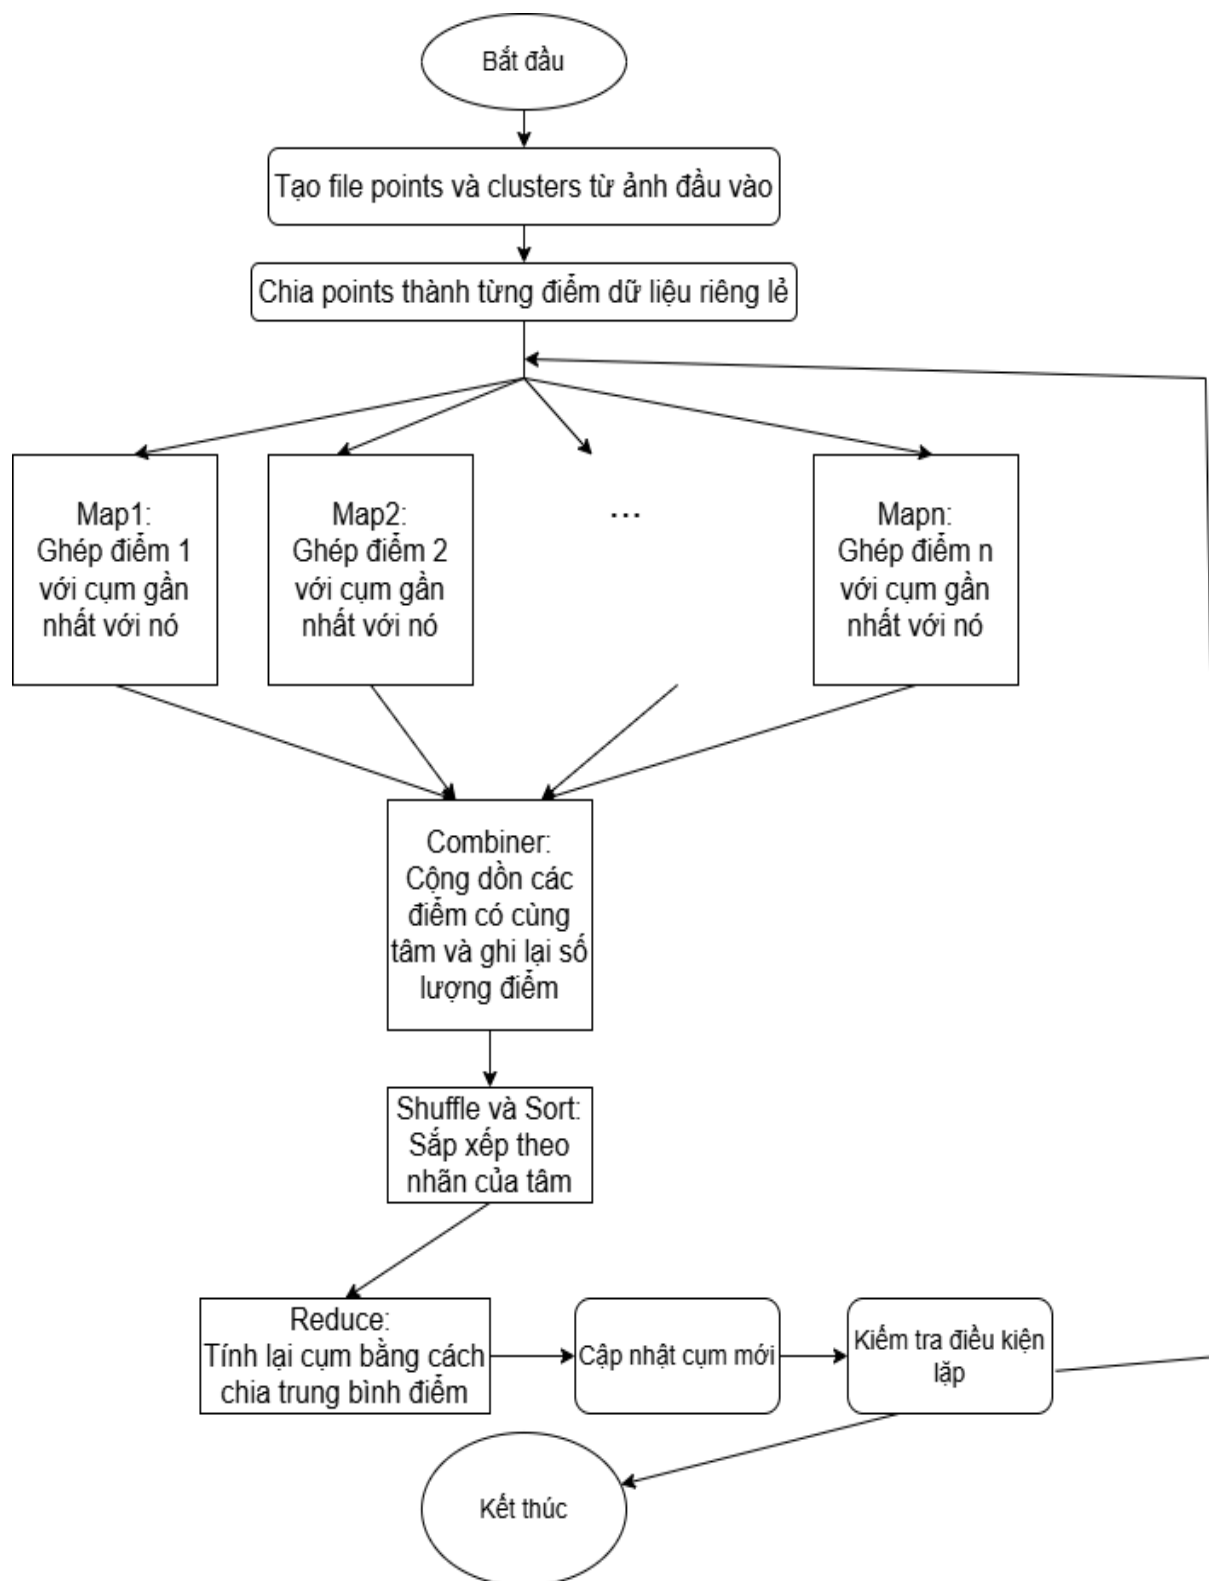 Bắt đầu
Tạo file points và clusters từ ảnh đầu vào
Chia points thành từng điểm dữ liệu riêng lẻ
Map1:
Ghép điểm 1
với cụm gần
nhất với nó
Map2:
Ghép điểm 2
với cụm gần
nhất với nó
...
Mapn:
Ghép điểm n
với cụm gần
nhất với nó
Combiner:
Cộng dồn các
điểm có cùng
tâm và ghi lại số
lượng điểm
Shuffle và Sort:
Sắp xếp theo
nhãn của tâm
Reduce:
Tính lại cụm bằng cách
chia trung bình điểm
Cập nhật cụm mới
Kiểm tra điều kiện
lặp
Kết thúc